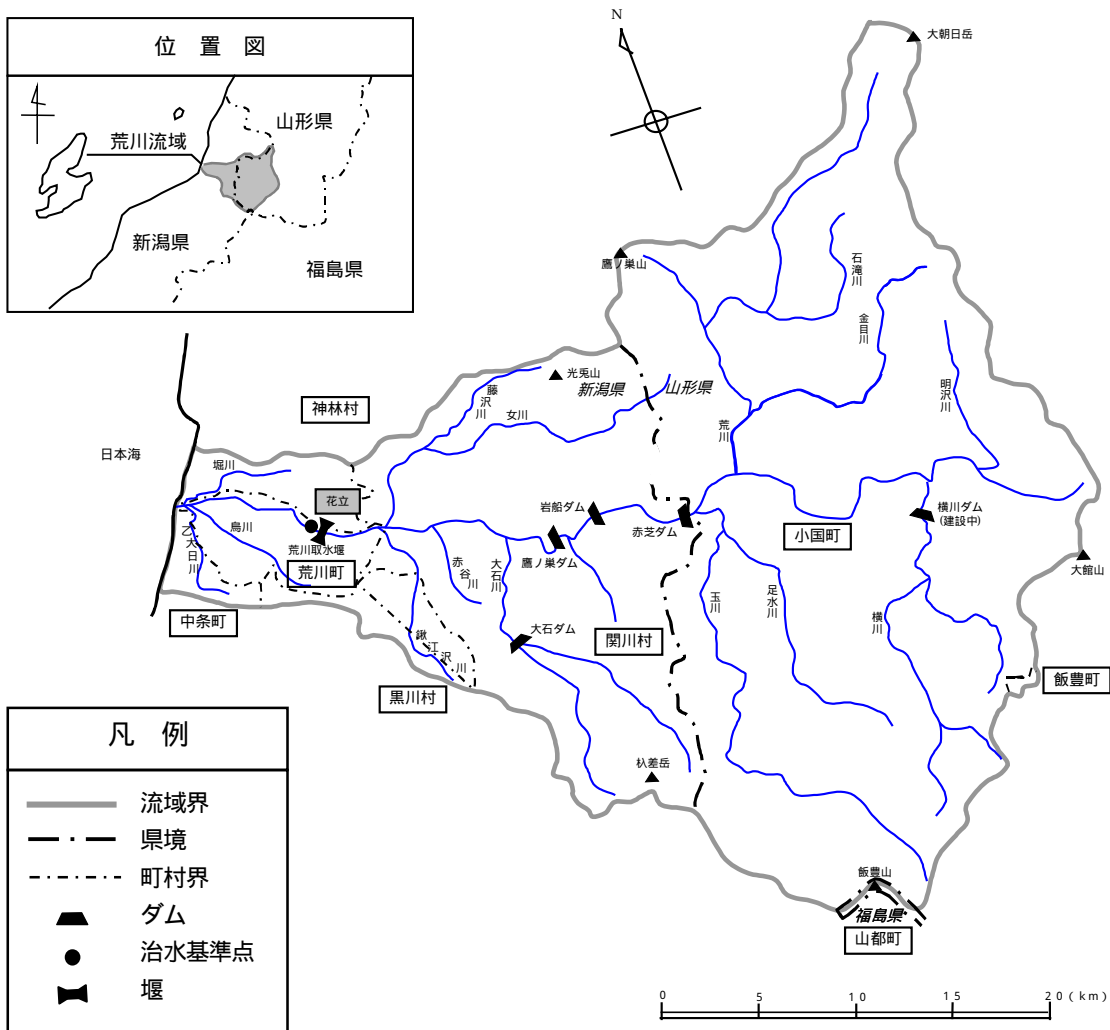 位置図
荒川流域
山形県
新潟県
福島県
N
大朝日岳
鷹ノ巣山
石滝川
金目川
明沢川
光兎山
新潟県
山形県
藤沢川
女川
荒川
神林村
日本海
堀川
花立
烏川
荒川取水堰
乙大日川
荒川町
中条町
岩船ダム
赤芝ダム
鷹ノ巣ダム
小国町
横川ダム
(建設中)
大館山
赤谷川
大石川
大石ダム
関川村
玉川
足水川
横川
鍬江沢川
黒川村
飯豊町
杁差岳
飯豊山
福島県
山都町
凡例
流域界
県境
町村界
ダム
治水基準点
堰
0 5 10 15 20(km)